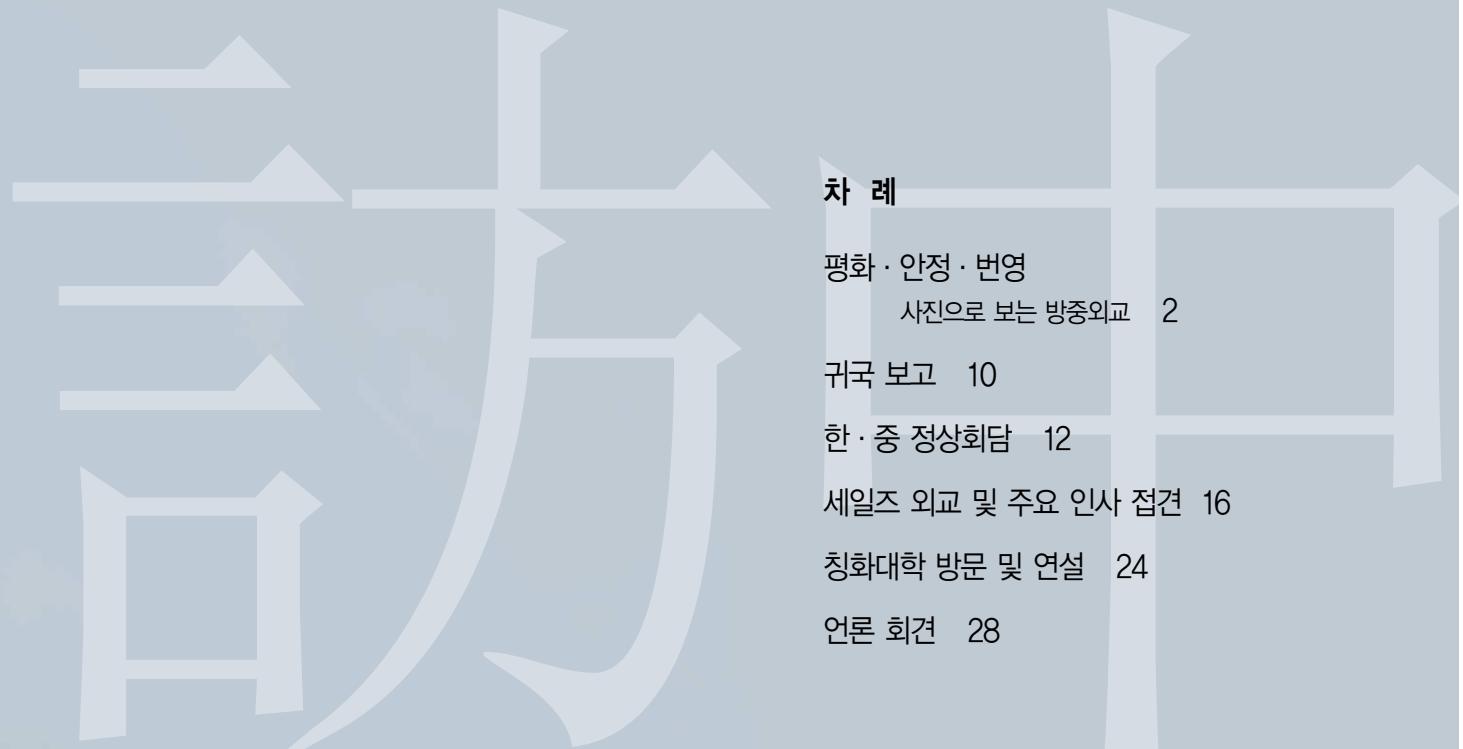 訪中
차 례
평화 · 안정 · 번영
사진으로 보는 방중외교 2
귀국 보고 10
한 · 중 정상회담 12
세일즈 외교 및 주요 인사 접견 16
칭화대학 방문 및 연설 24
언론 회견 28